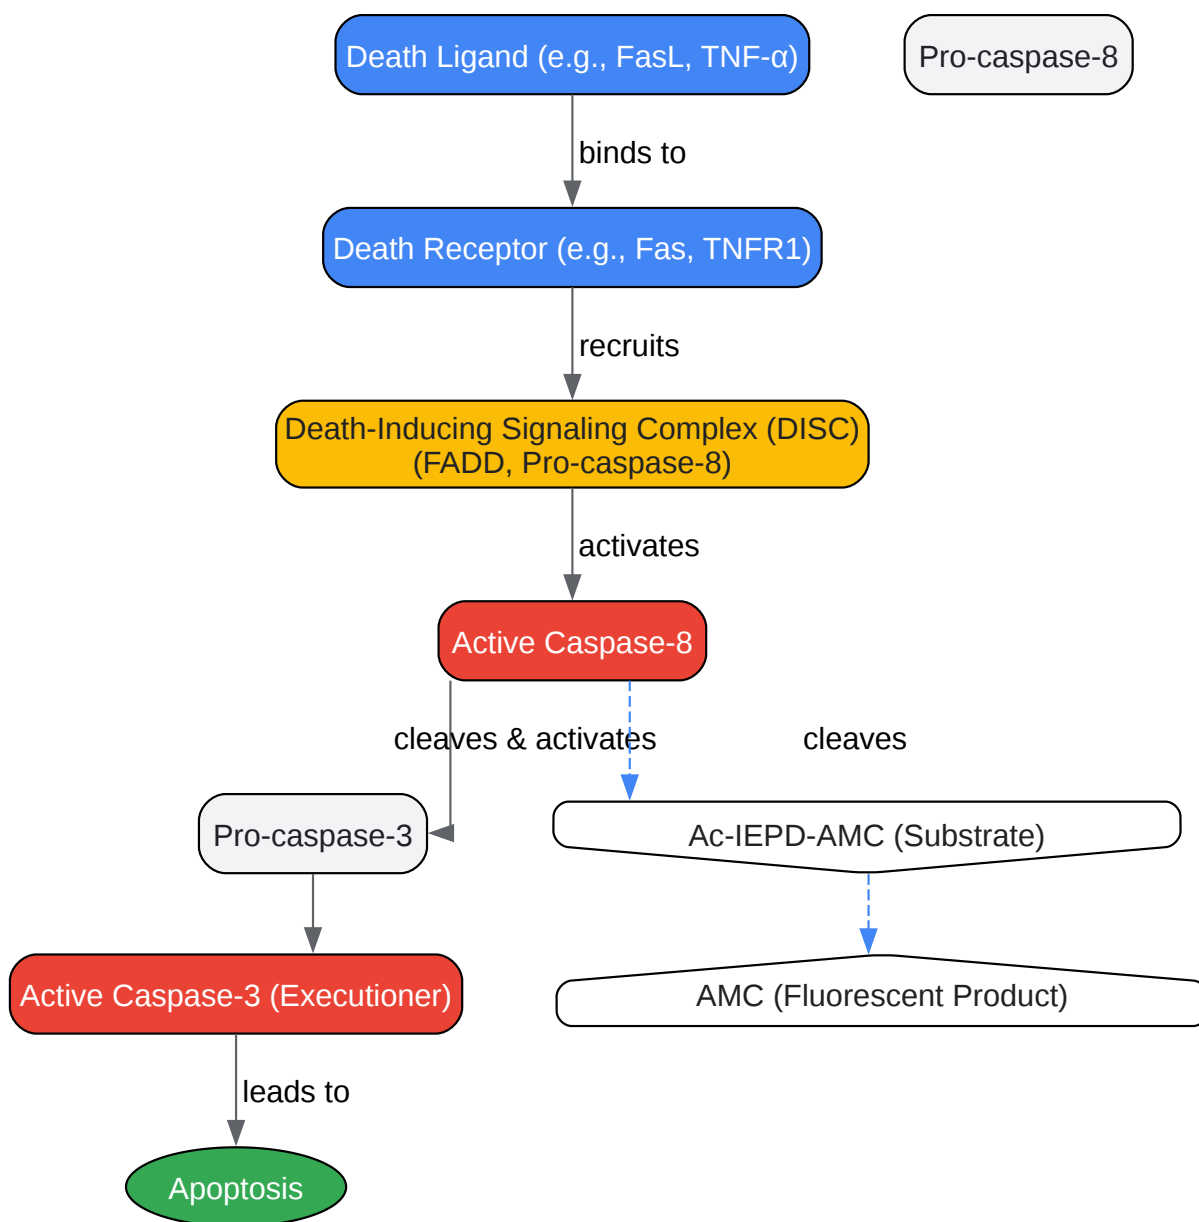 Death Ligand (e.g., FasL, TNF-α)
Pro-caspase-8
binds to
Death Receptor (e.g., Fas, TNFR1)
recruits
Death-Inducing Signaling Complex (DISC)
(FADD, Pro-caspase-8)
activates
Active Caspase-8
cleaves & activates
cleaves
Pro-caspase-3
Ac-IEPD-AMC (Substrate)
Active Caspase-3 (Executioner)
AMC (Fluorescent Product)
leads to
Apoptosis